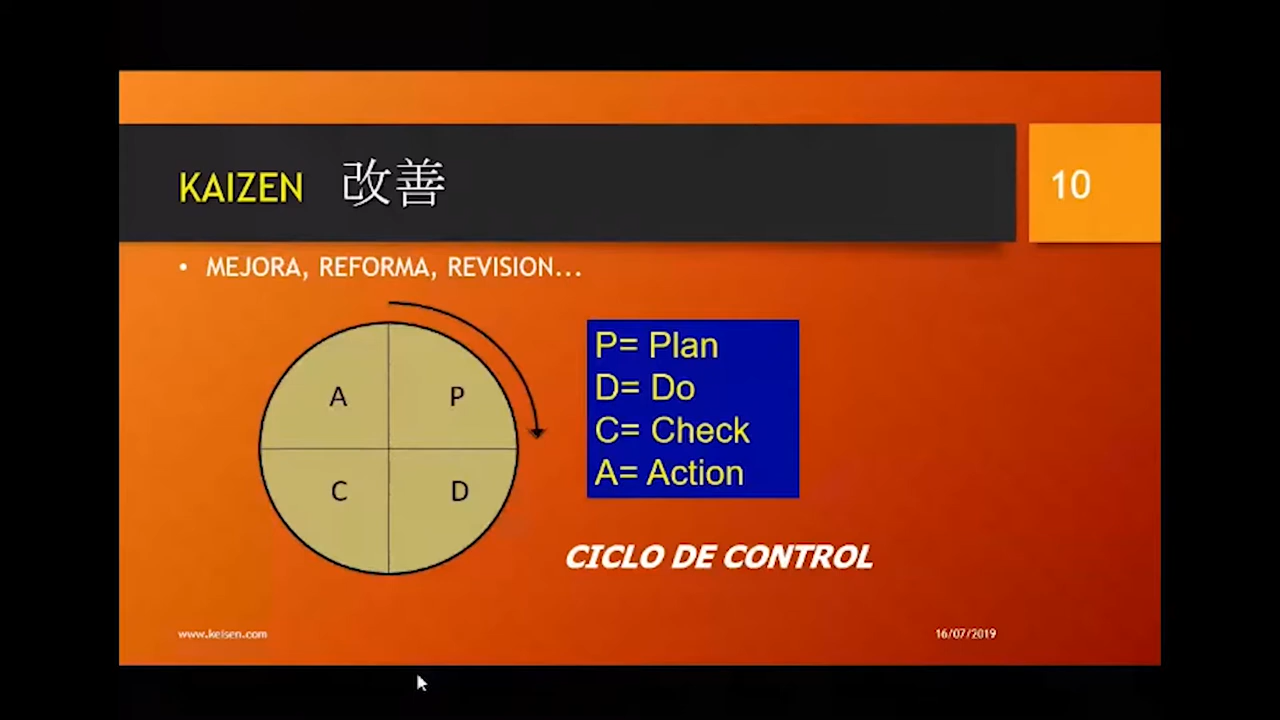 KAIZEN 改善
10
• MEJORA, REFORMA, REVISION...
A P
C D
P= Plan
D= Do
C= Check
A= Action
CICLO DE CONTROL
www.keisen.com
16/07/2019